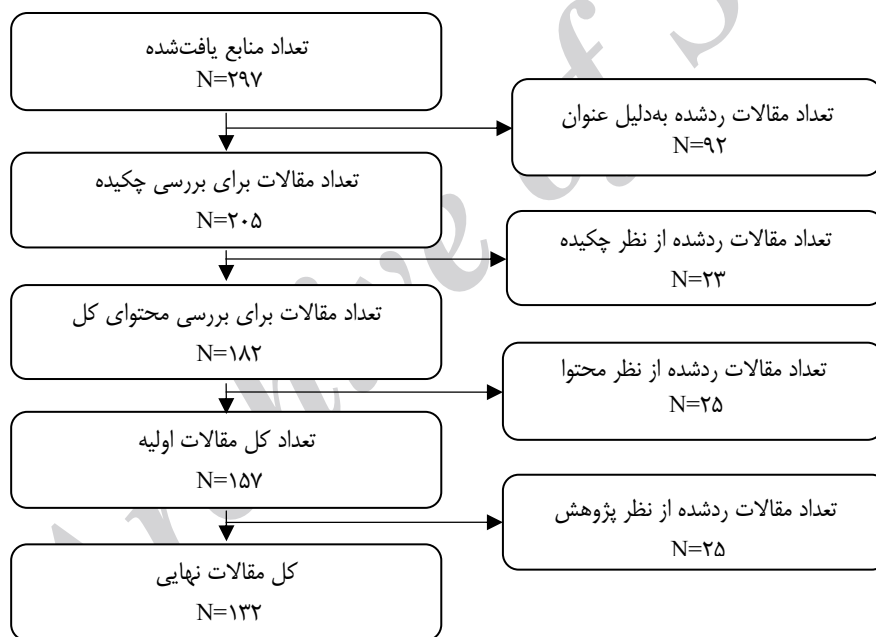 تعداد منابع یافت‌شده
N=۲۹۷
تعداد مقالات ردشده به‌دلیل عنوان
N=۹۲
تعداد مقالات برای بررسی چکیده
N=۲۰۵
تعداد مقالات ردشده از نظر چکیده
N=۲۳
تعداد مقالات برای بررسی محتوای کل
N=۱۸۲
تعداد مقالات ردشده از نظر محتوا
N=۲۵
تعداد کل مقالات اولیه
N=۱۵۷
تعداد مقالات ردشده از نظر پژوهش
N=۲۵
کل مقالات نهایی
N=۱۳۲
Archive of S